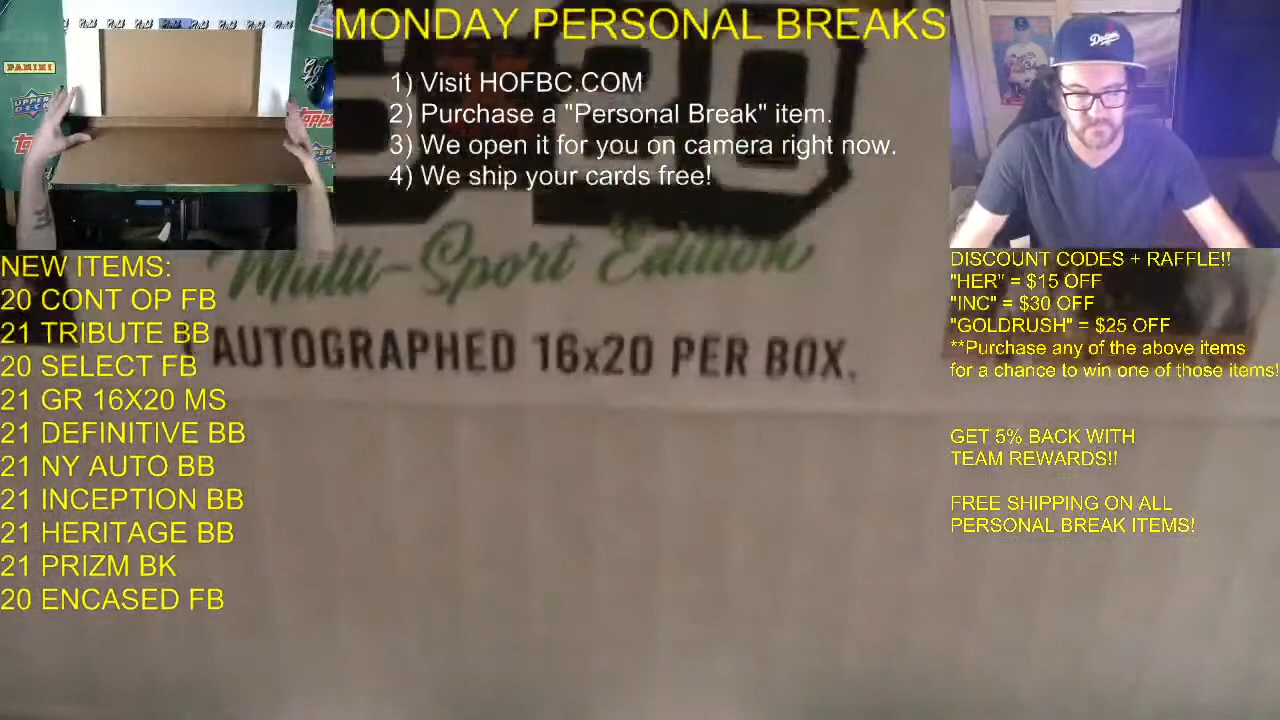 MONDAY PERSONAL BREAKS
1) Visit HOFBC.COM
2) Purchase a "Personal Break" item.
3) We open it for you on camera right now.
4) We ship your cards free!
PANINI
UPPER
DECK
topps
Dodgers
20
Multi-Sport Edition
AUTOGRAPHED 16x20 PER BOX.
NEW ITEMS:
20 CONT OP FB
21 TRIBUTE BB
20 SELECT FB
21 GR 16X20 MS
21 DEFINITIVE BB
21 NY AUTO BB
21 INCEPTION BB
21 HERITAGE BB
21 PRIZM BK
20 ENCASED FB
DISCOUNT CODES + RAFFLE!!
"HER" = $15 OFF
"INC" = $30 OFF
"GOLDRUSH" = $25 OFF
**Purchase any of the above items
for a chance to win one of those items!
GET 5% BACK WITH
TEAM REWARDS!!
FREE SHIPPING ON ALL
PERSONAL BREAK ITEMS!